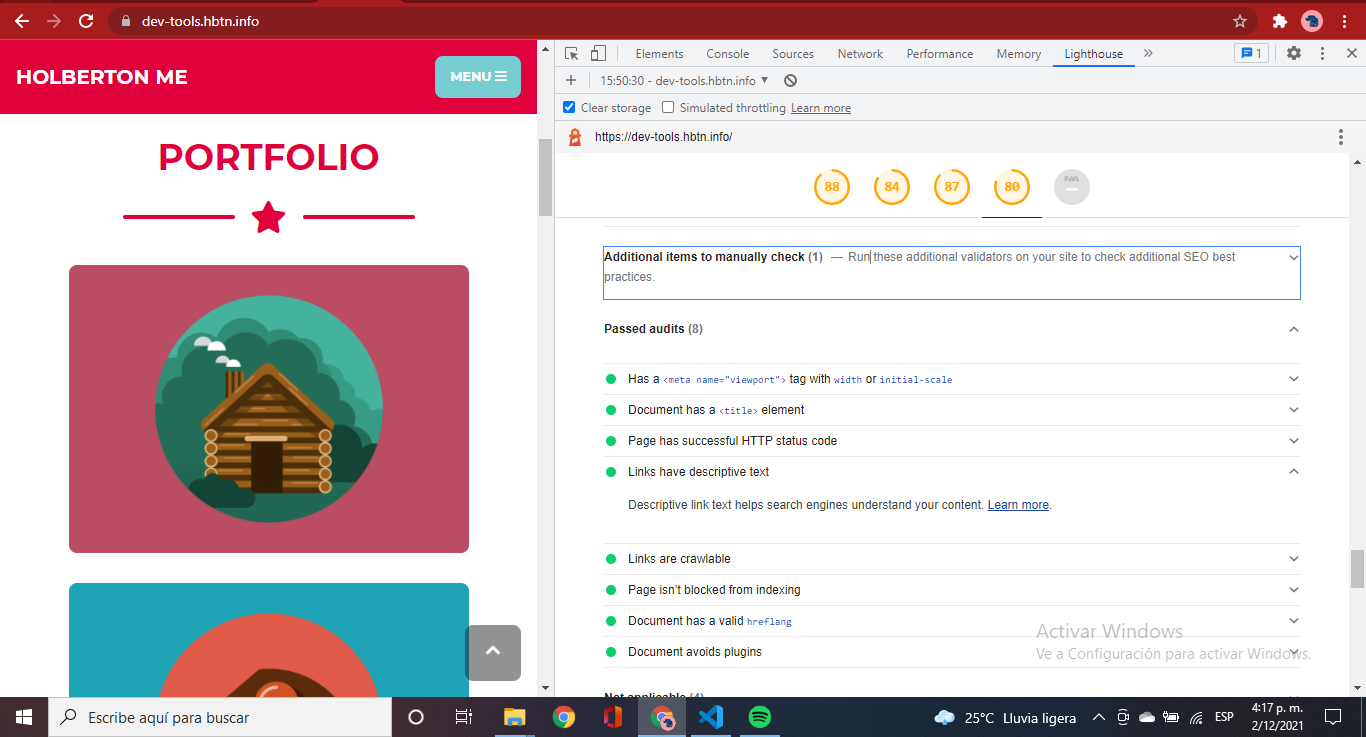 dev-tools.hbtn.info
HOLBERTON ME
MENU
PORTFOLIO
Elements Console Sources Network Performance Memory Lighthouse » 1
15:50:30 - dev-tools.hbtn.info
Clear storage Simulated throttling Learn more
https://dev-tools.hbtn.info/
88 84 87 80 PWA
Additional items to manually check (1) — Run these additional validators on your site to check additional SEO best
practices.
Passed audits (8)
Has a <meta name="viewport"> tag with width or initial-scale
Document has a <title> element
Page has successful HTTP status code
Links have descriptive text
Descriptive link text helps search engines understand your content. Learn more.
Links are crawlable
Page isn’t blocked from indexing
Document has a valid hreflang
Document avoids plugins
Not applicable (4)
Activar Windows
Ve a Configuración para activar Windows.
Escribe aquí para buscar
25°C Lluvia ligera
ESP
4:17 p. m.
2/12/2021